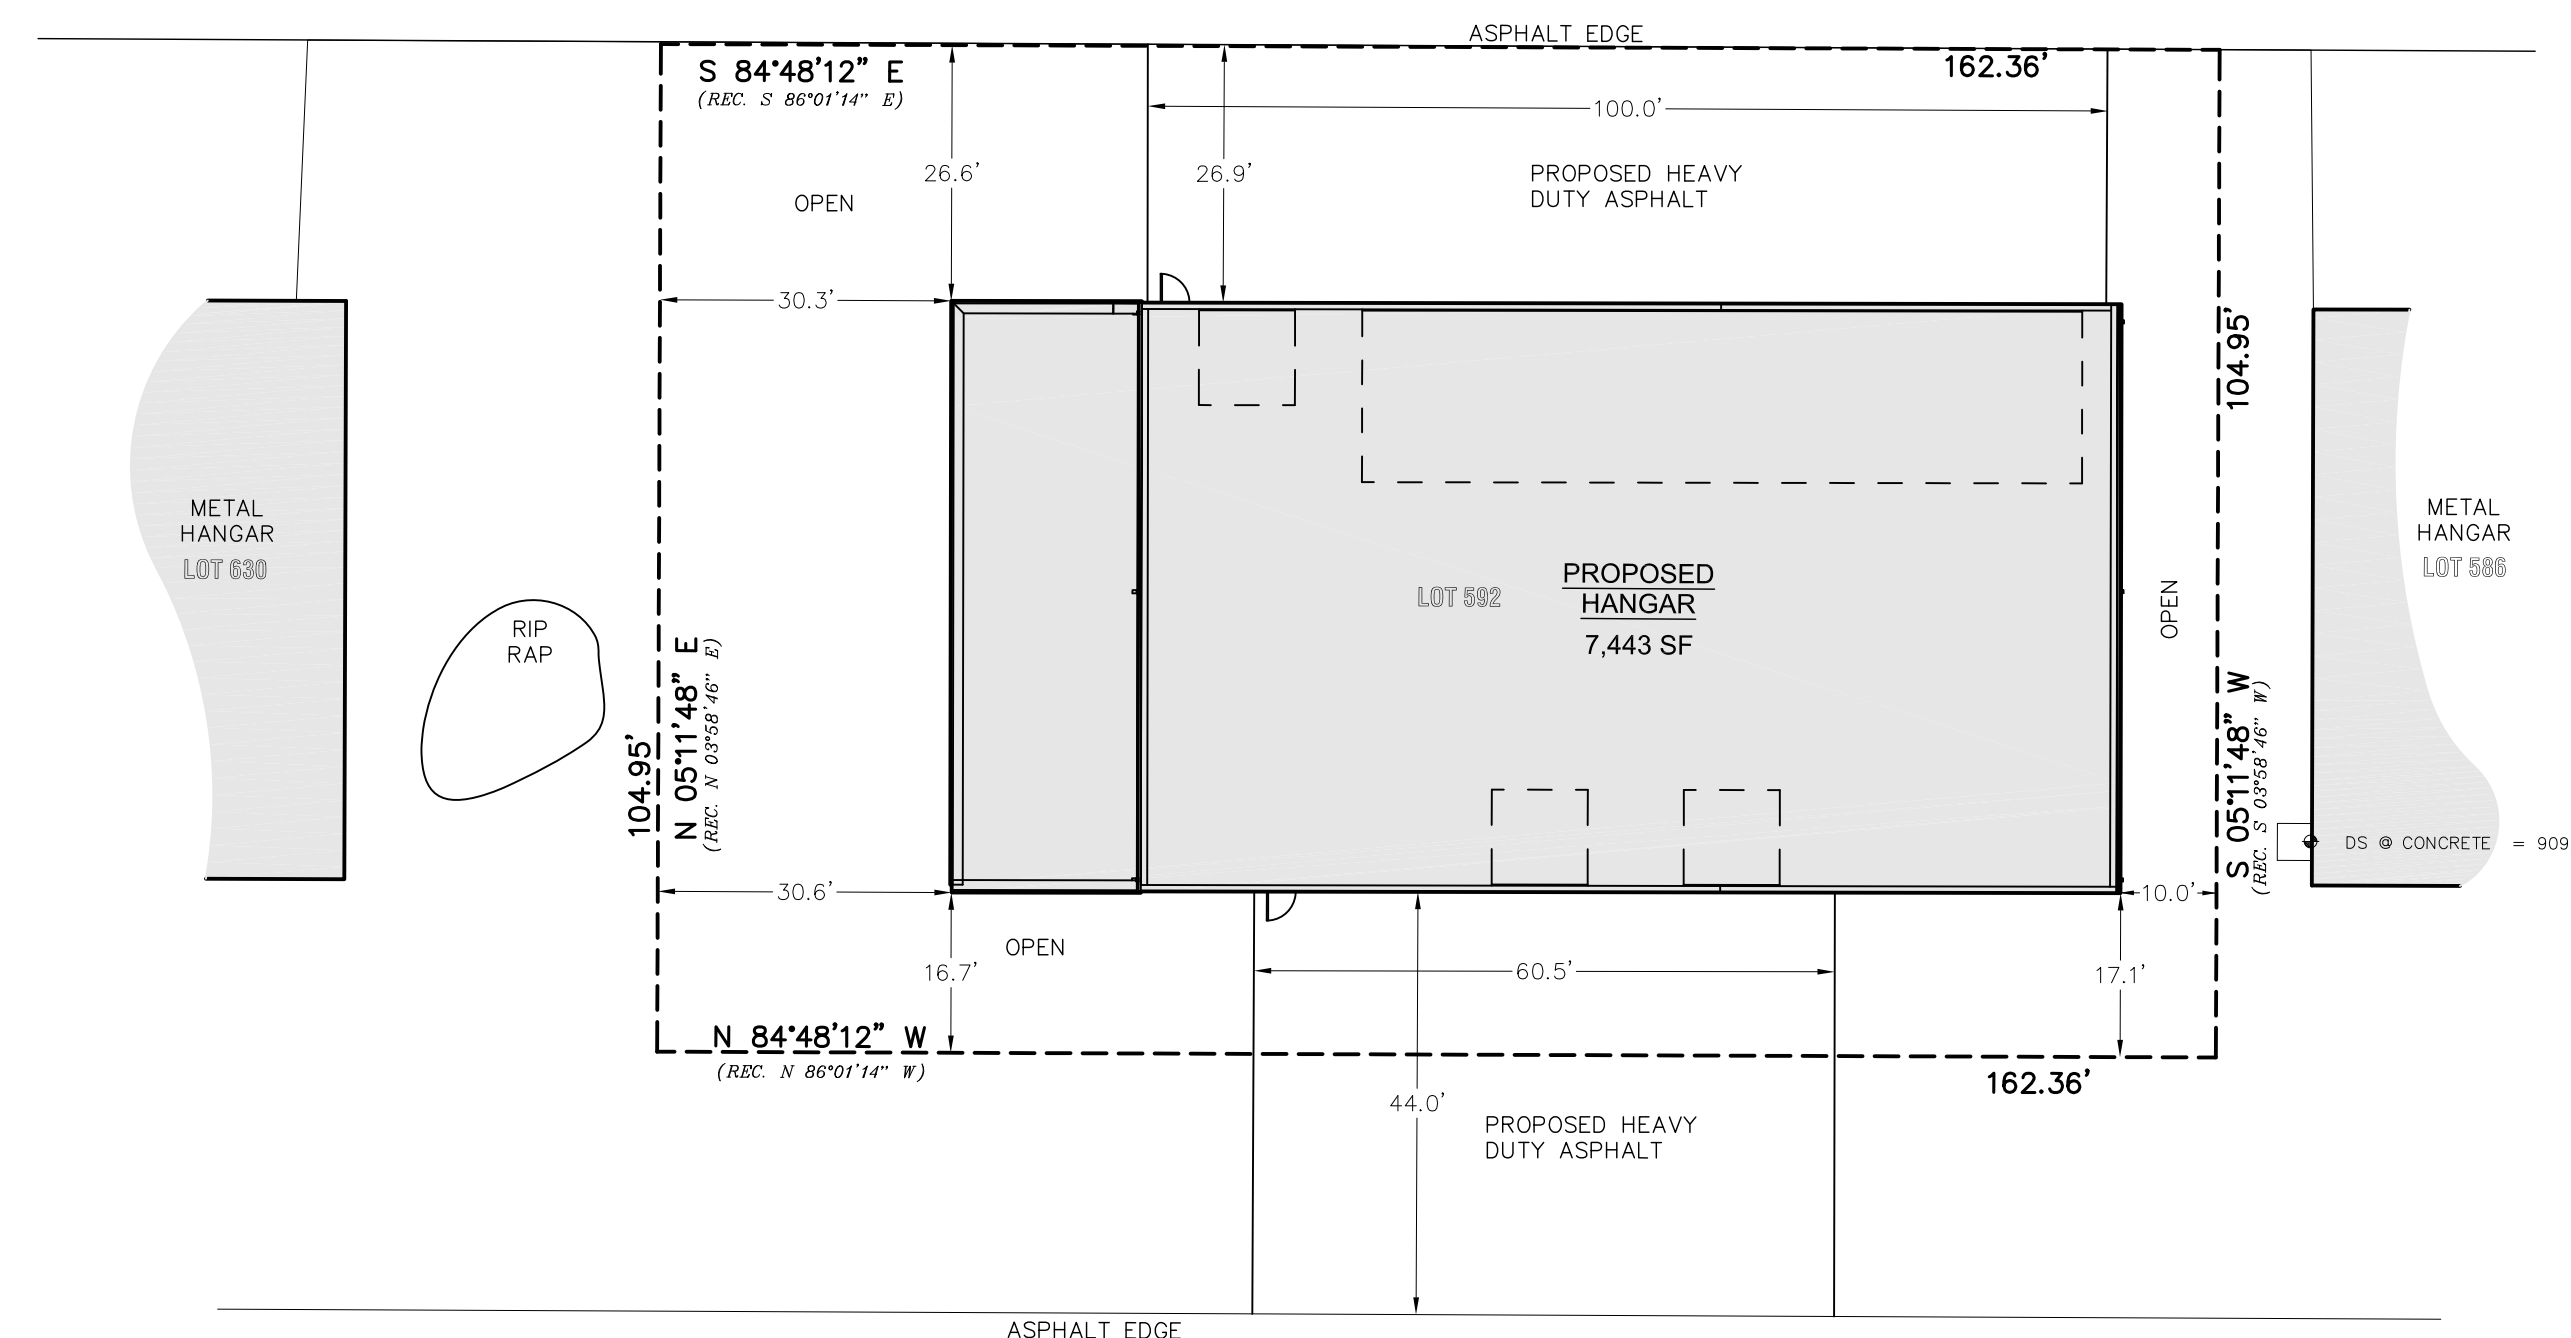 ASPHALT EDGE
S 84°48'12" E
(REC. S 86°01'14" E)
162.36'
100.0'
26.6'
26.9'
PROPOSED HEAVY
DUTY ASPHALT
OPEN
30.3'
104.95'
METAL
HANGAR
LOT 630
RIP
RAP
LOT 592
PROPOSED
HANGAR
7,443 SF
OPEN
METAL
HANGAR
LOT 586
104.95'
N 05°11'48" E
(REC. N 03°58'46" E)
S 05°11'48" W
(REC. S 03°58'46" W)
DS @ CONCRETE = 909
30.6'
10.0'
OPEN
16.7'
60.5'
17.1'
N 84°48'12" W
(REC. N 86°01'14" W)
162.36'
44.0'
PROPOSED HEAVY
DUTY ASPHALT
ASPHALT EDGE